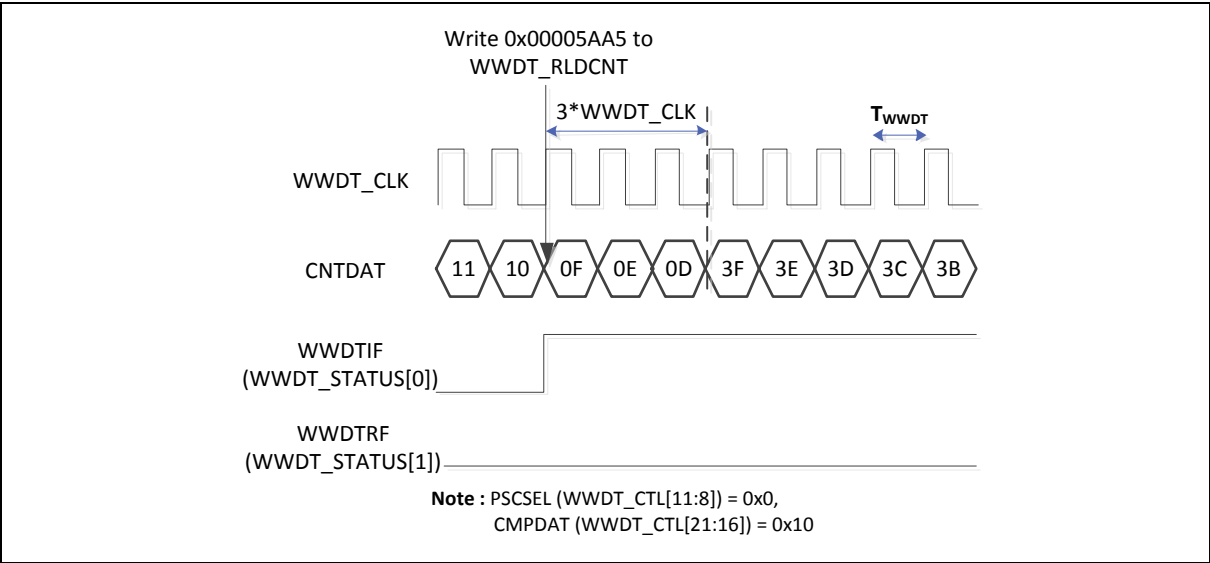 Write 0x00005AA5 to
WWDT_RLDCNT
3*WWDT_CLK
TWWDT
WWDT_CLK
CNTDAT
11 10 0F 0E 0D 3F 3E 3D 3C 3B
WWDTIF
(WWDT_STATUS[0])
WWDTRF
(WWDT_STATUS[1])
Note : PSCSEL (WWDT_CTL[11:8]) = 0x0,
CMPDAT (WWDT_CTL[21:16]) = 0x10